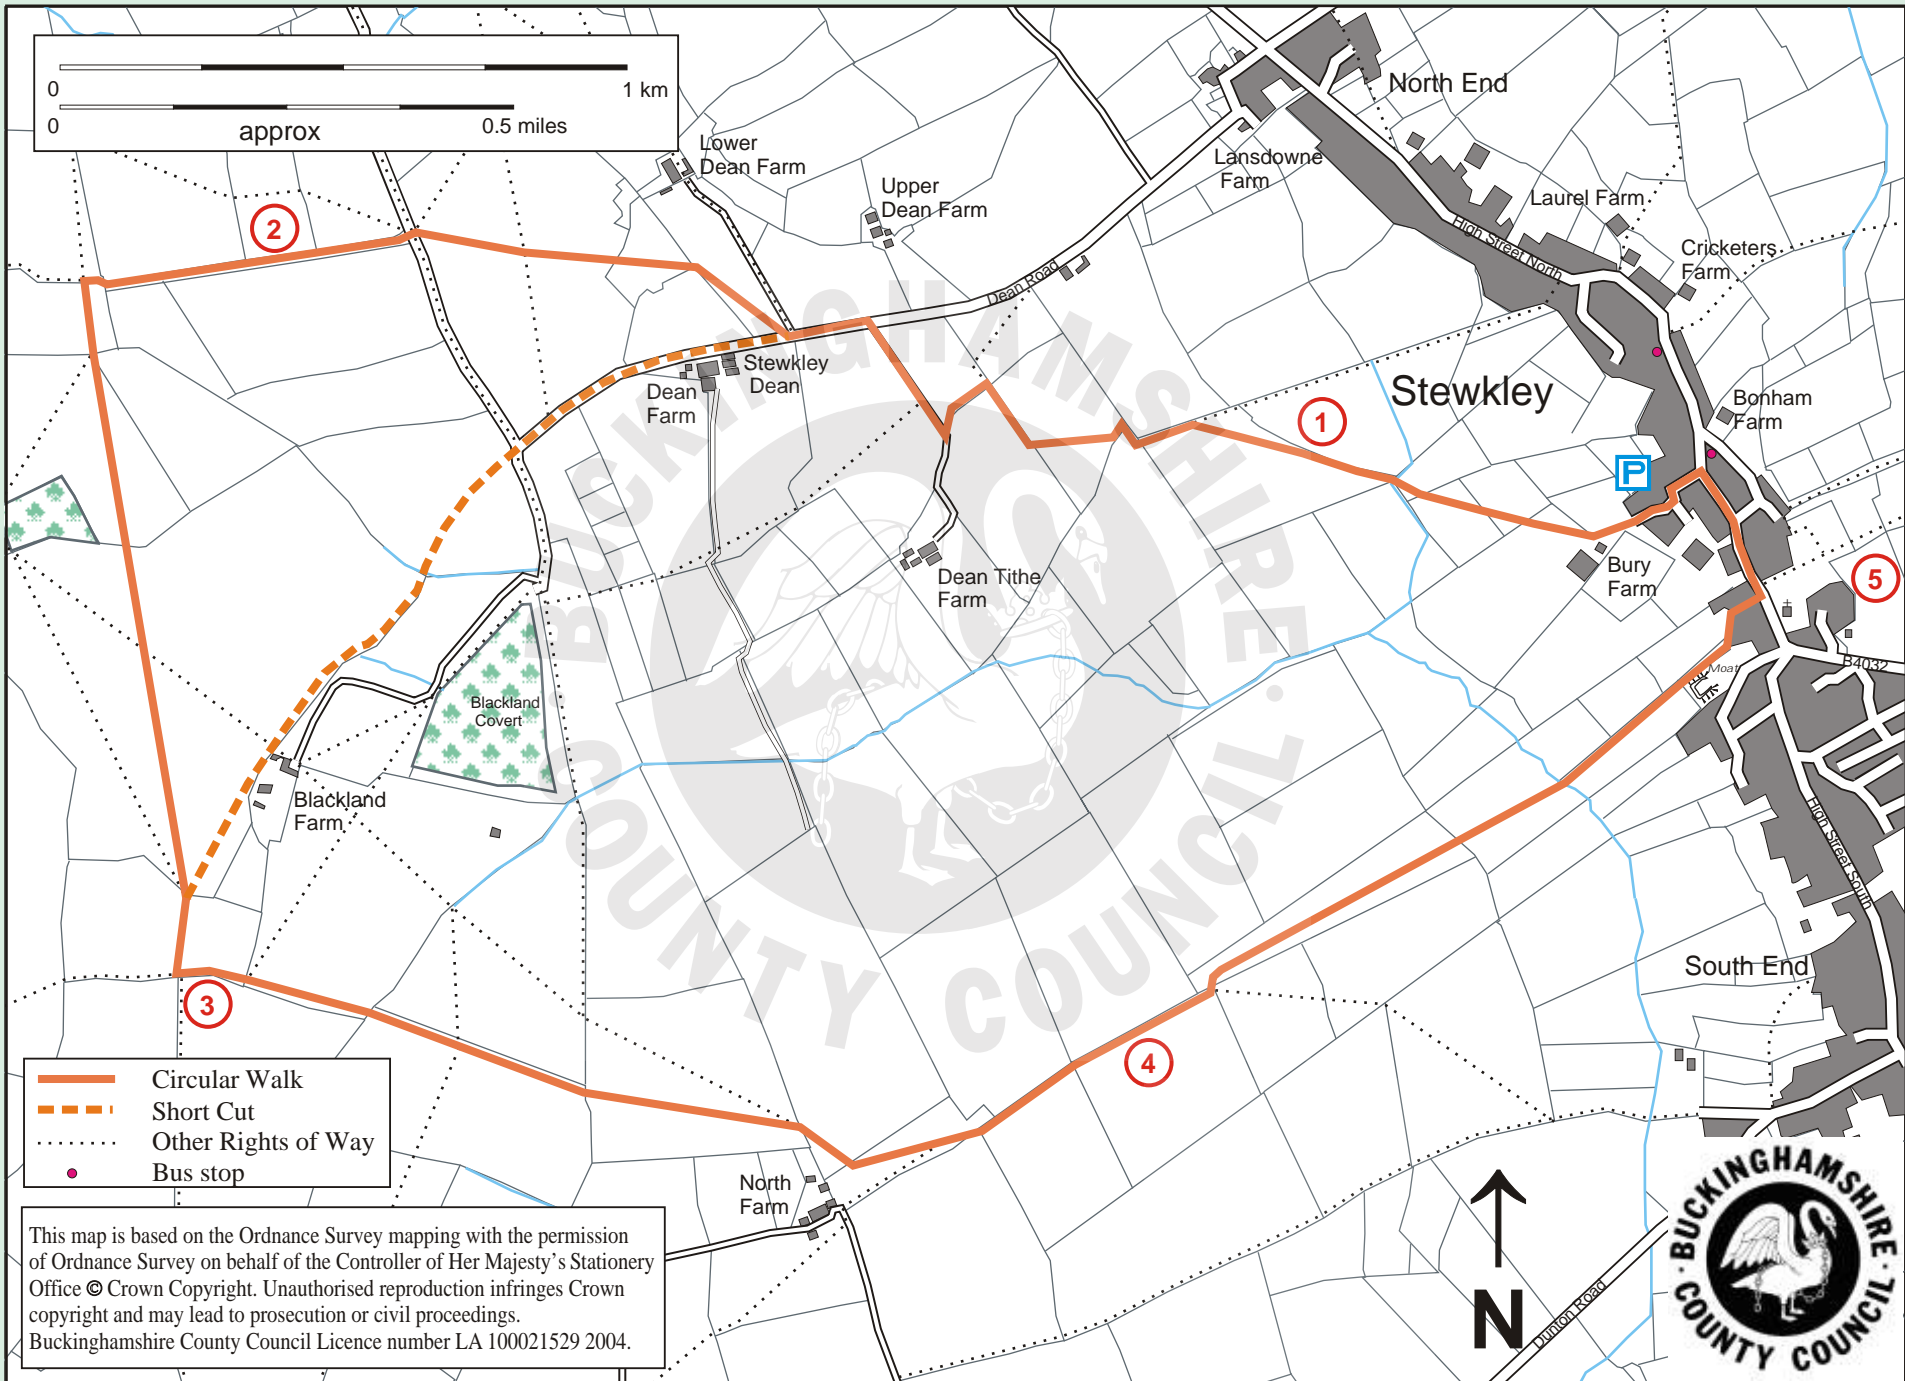 0
1 km
0
approx
0.5 miles
North End
Lower
Dean Farm
Upper
Dean Farm
Lansdowne
Farm
Laurel Farm
High Street North
Cricketers
Farm
2
Dean Road
Stewkley
Dean
Dean
Farm
1
Stewkley
Bonham
Farm
P
Bury
Farm
5
Dean Tithe
Farm
Moat
B4032
Blackland
Covert
Blackland
Farm
High Street South
South End
3
4
Circular Walk
Short Cut
Other Rights of Way
Bus stop
North
Farm
N
Dunton Road
This map is based on the Ordnance Survey mapping with the permission
of Ordnance Survey on behalf of the Controller of Her Majesty's Stationery
Office © Crown Copyright. Unauthorised reproduction infringes Crown
copyright and may lead to prosecution or civil proceedings.
Buckinghamshire County Council Licence number LA 100021529 2004.
· BUCKINGHAMSHIRE ·
COUNTY COUNCIL
· BUCKINGHAMSHIRE ·
COUNTY COUNCIL